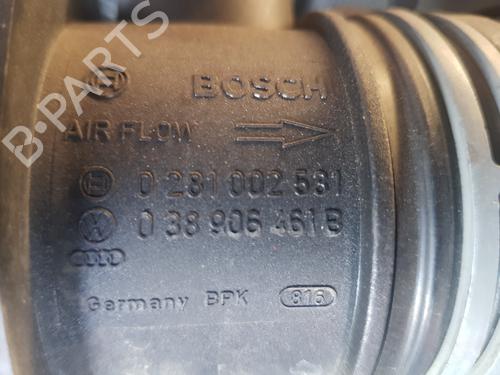 B-PARTS
BOSCH
AIR FLOW
0 281 002 531
0 38 906 461 B
Germany BPK 816